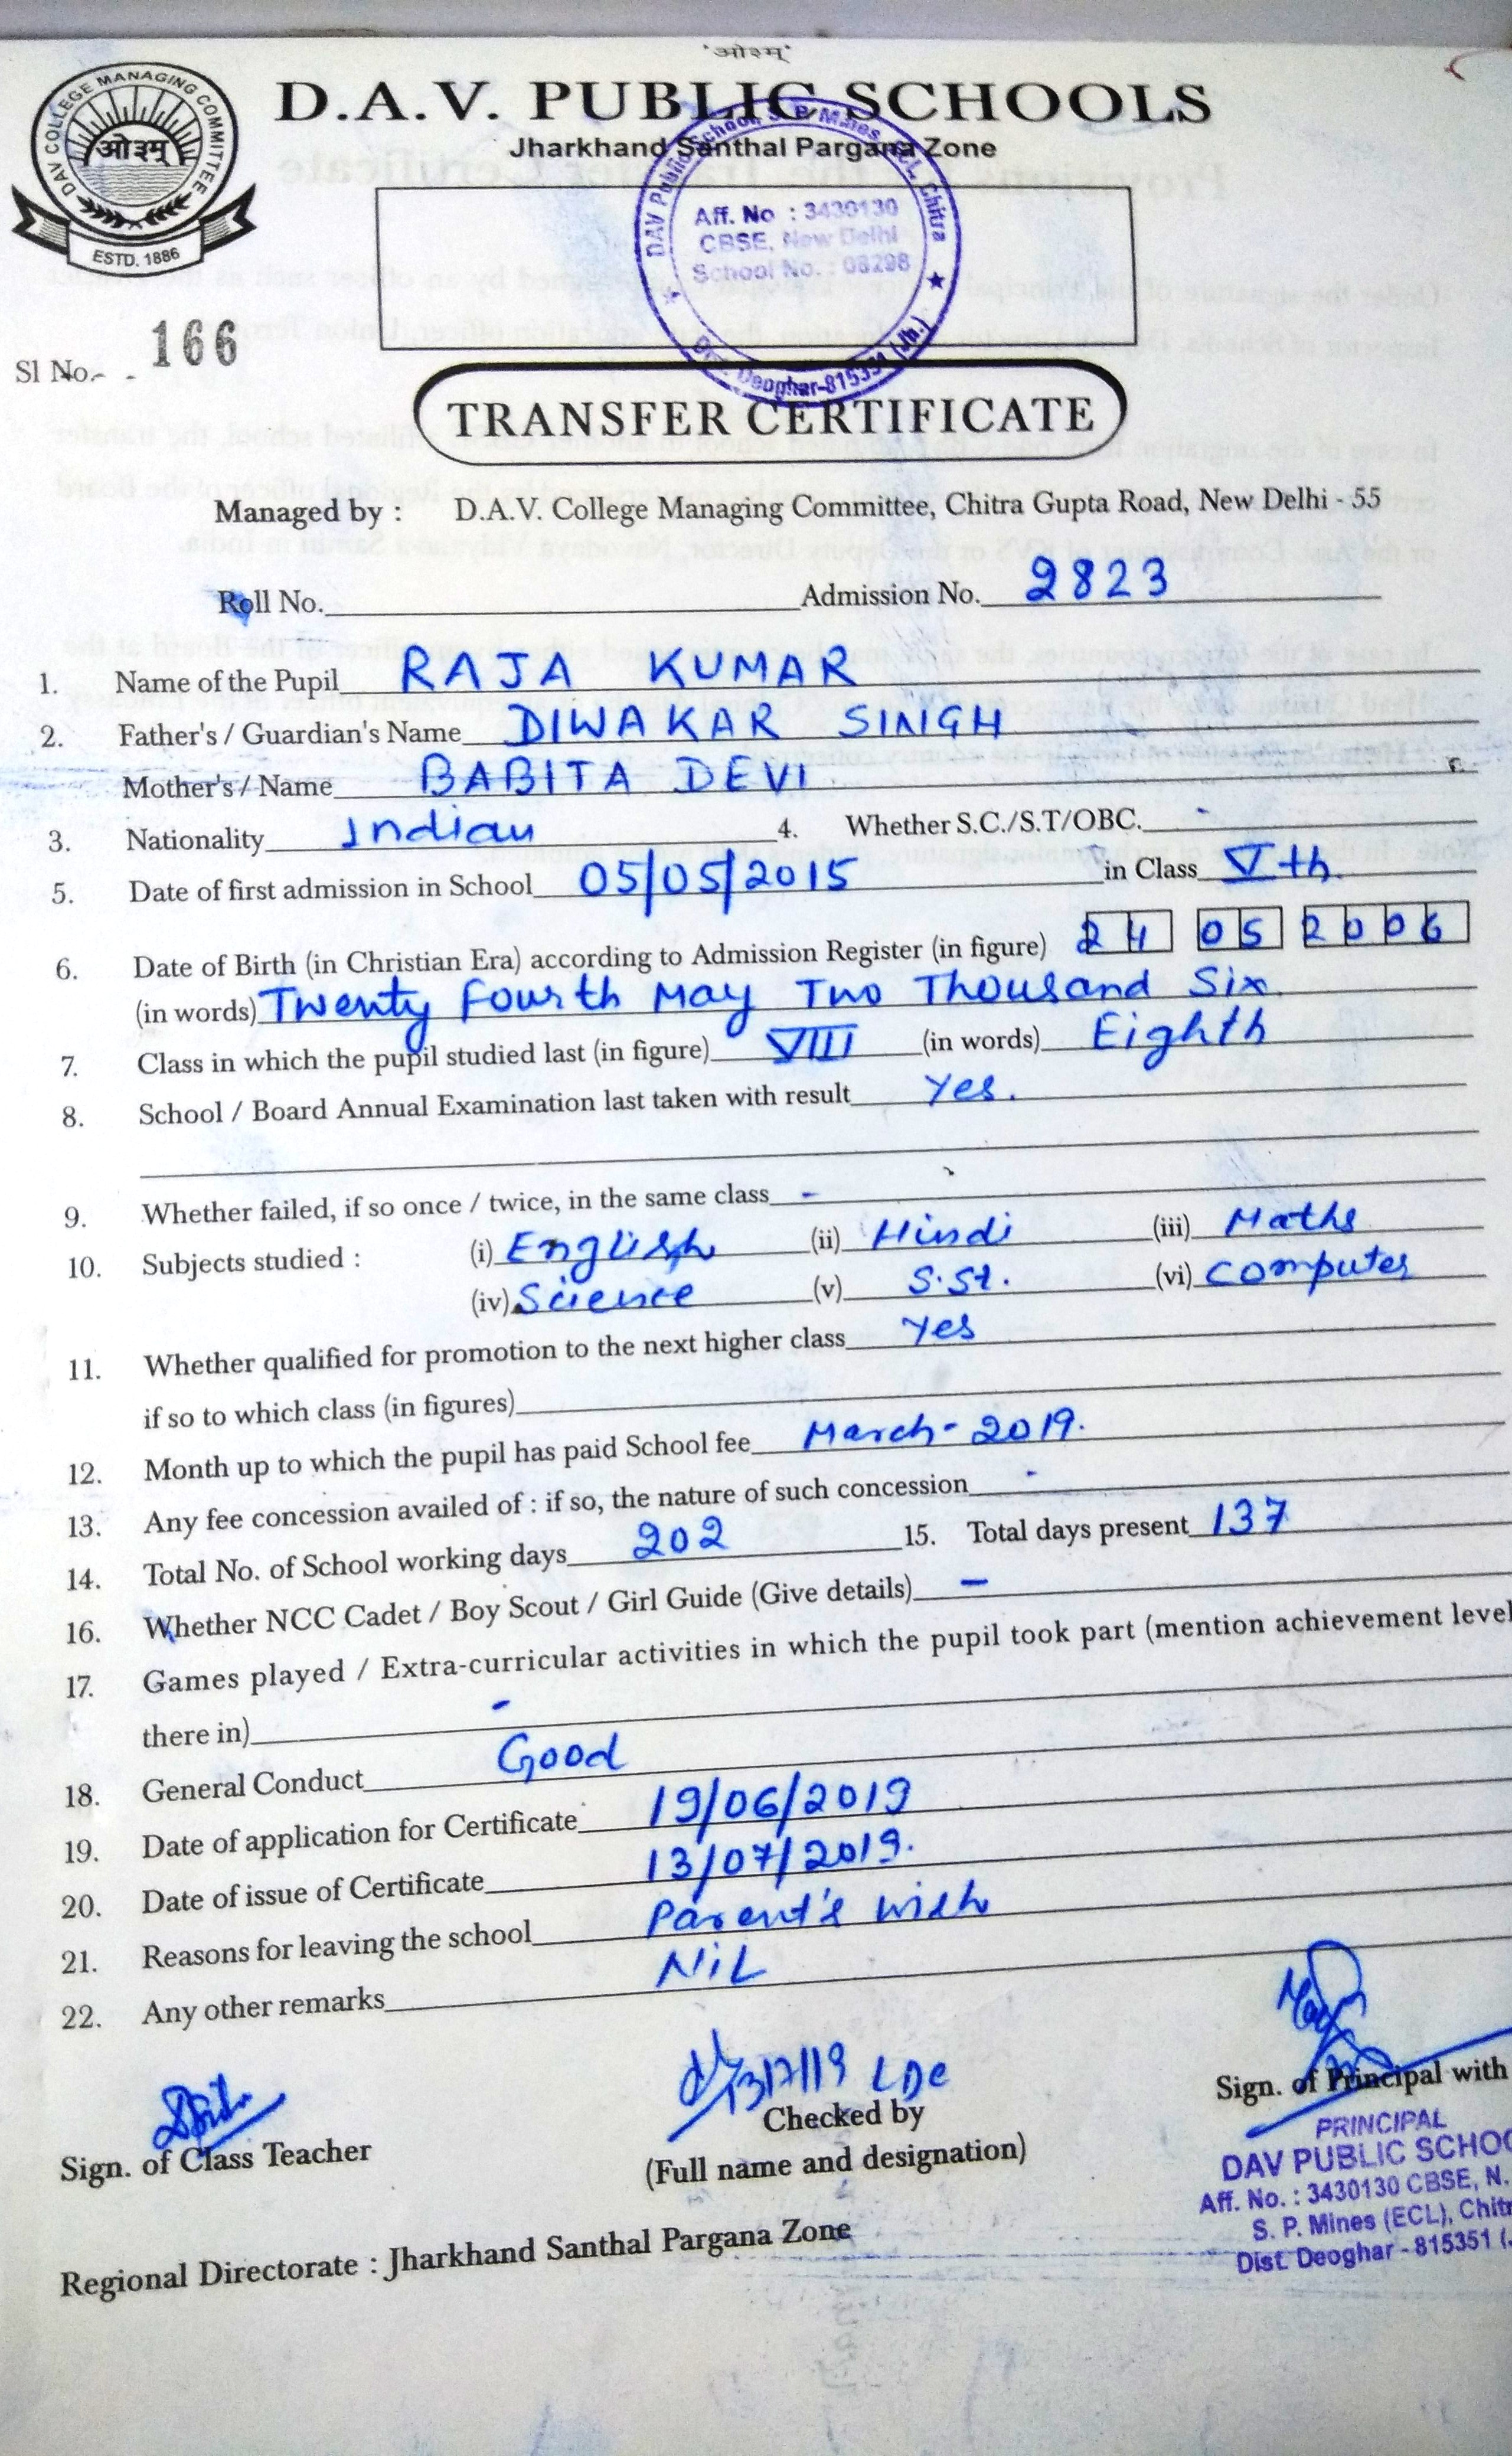 'ओ३म्'
D.A.V. PUBLIC SCHOOLS
Jharkhand Santhal Pargana Zone
DAV COLLEGE MANAGING COMMITTEE
ओ३म्
ESTD. 1886
DAV Public School S. P. Mines, ECL, Chitra
Aff. No : 3430130
CBSE, New Delhi
School No. : 08298
Dist. Deoghar-815351 (Jh.)
Sl No. 166
TRANSFER CERTIFICATE
Managed by : D.A.V. College Managing Committee, Chitra Gupta Road, New Delhi - 55
Roll No. Admission No. 2823
1. Name of the Pupil RAJA KUMAR
2. Father's / Guardian's Name DIWAKAR SINGH
Mother's / Name BABITA DEVI
3. Nationality Indian 4. Whether S.C./S.T/OBC. -
5. Date of first admission in School 05/05/2015 in Class Vth.
6. Date of Birth (in Christian Era) according to Admission Register (in figure) 24 05 2006
(in words) Twenty Fourth May Two Thousand Six
7. Class in which the pupil studied last (in figure) VIII (in words) Eighth
8. School / Board Annual Examination last taken with result Yes.
9. Whether failed, if so once / twice, in the same class -
10. Subjects studied : (i) English (ii) Hindi (iii) Maths
(iv) Science (v) S.St. (vi) Computer
11. Whether qualified for promotion to the next higher class Yes
if so to which class (in figures)
12. Month up to which the pupil has paid School fee March-2019.
13. Any fee concession availed of : if so, the nature of such concession -
14. Total No. of School working days 202 15. Total days present 137
16. Whether NCC Cadet / Boy Scout / Girl Guide (Give details) -
17. Games played / Extra-curricular activities in which the pupil took part (mention achievement level
there in) -
18. General Conduct Good
19. Date of application for Certificate 19/06/2019
20. Date of issue of Certificate 13/07/2019.
21. Reasons for leaving the school Parent's wish
22. Any other remarks NiL
13/7/19 LDC
Sign. of Class Teacher
Checked by
(Full name and designation)
Sign. of Principal with
PRINCIPAL
DAV PUBLIC SCHOO
Aff. No. : 3430130 CBSE, N.
S. P. Mines (ECL), Chit
Dist. Deoghar - 815351 (
Regional Directorate : Jharkhand Santhal Pargana Zone